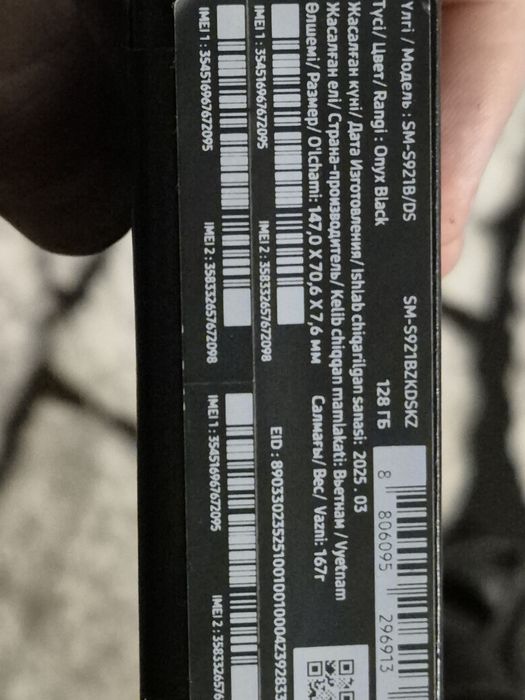 Үлгі / Модель : SM-S921B/DS SM-S921BZKDSKZ
Түсі/ Цвет/ Rangi : Onyx Black 128 ГБ
8 806095 296913
Жасалған күні/ Дата Изготовления/ Ishlab chiqarilgan sanasi: 2025 . 03
Жасалған елі/ Страна-производитель/ Kelib chiqqan mamlakati: Вьетнам / Vyetnam
Өлшемі/ Размер/ O'lchami: 147,0 X 70,6 X 7,6 мм Салмағы/ Вес/ Vazni: 167г
IMEI 1 : 354516967672095 IMEI 2 : 358332657672098
EID : 8903302352510010010004239283
IMEI 1 : 354516967672095 IMEI 2 : 358332657672098
IMEI 1 : 354516967672095 IMEI 2 : 3583326576